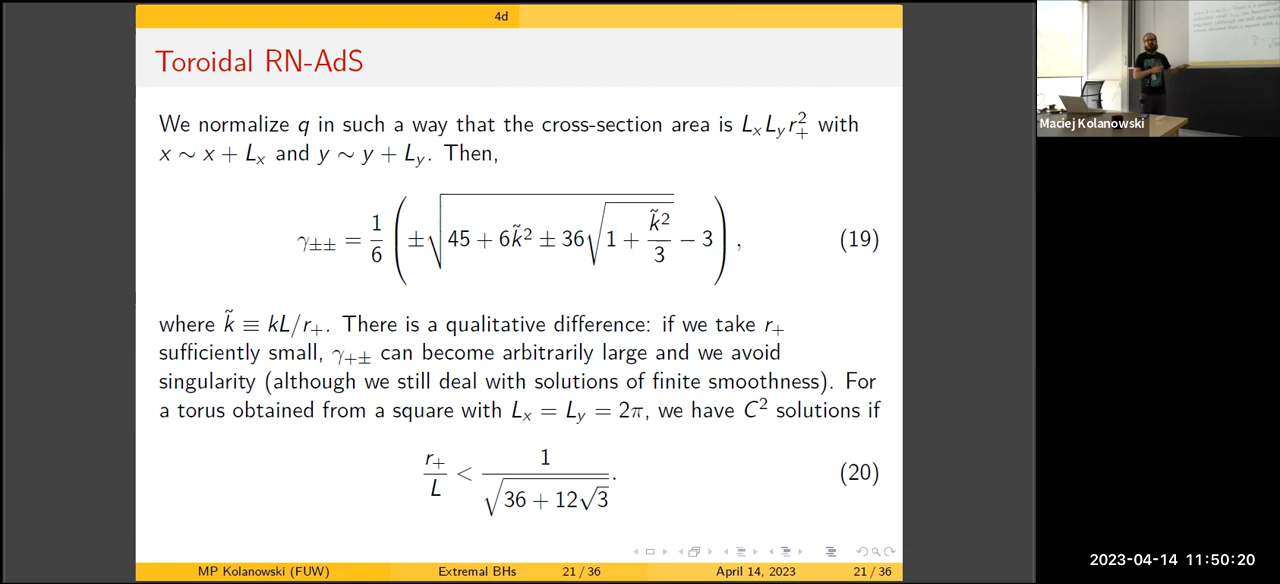 4d
Toroidal RN-AdS
We normalize q in such a way that the cross-section area is L_xL_yr_+^2 with
x ∼ x + L_x and y ∼ y + L_y. Then,
γ_{±±} = 1/6 ( ±√(45 + 6k̃^2 ± 36√(1 + k̃^2/3)) − 3 ) , (19)
where k̃ ≡ kL/r_+. There is a qualitative difference: if we take r_+
sufficiently small, γ_{+±} can become arbitrarily large and we avoid
singularity (although we still deal with solutions of finite smoothness). For
a torus obtained from a square with L_x = L_y = 2π, we have C^2 solutions if
r_+/L < 1/√(36 + 12√3). (20)
MP Kolanowski (FUW) Extremal BHs 21 / 36 April 14, 2023 21 / 36
Maciej Kolanowski
2023-04-14 11:50:20